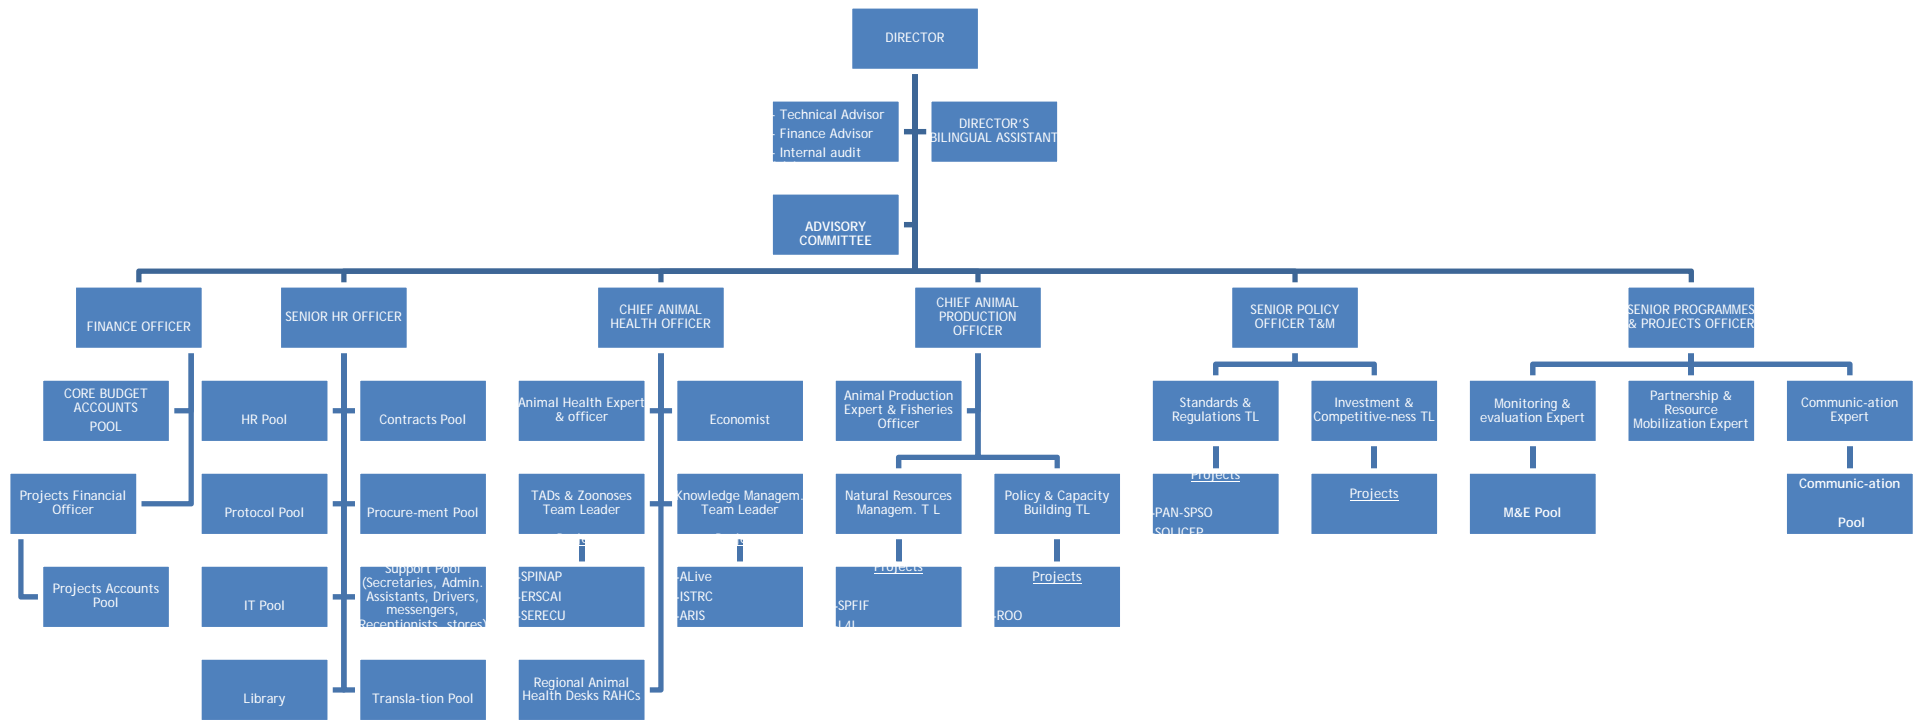 DIRECTOR
- Technical Advisor
- Finance Advisor
- Internal audit
DIRECTOR'S
BILINGUAL ASSISTANT
ADVISORY
COMMITTEE
FINANCE OFFICER
SENIOR HR OFFICER
CHIEF ANIMAL
HEALTH OFFICER
CHIEF ANIMAL
PRODUCTION
OFFICER
SENIOR POLICY
OFFICER T&M
SENIOR PROGRAMMES
& PROJECTS OFFICER
CORE BUDGET
ACCOUNTS
POOL
HR Pool
Contracts Pool
Animal Health Expert
& officer
Economist
Animal Production
Expert & Fisheries
Officer
Standards &
Regulations TL
Investment &
Competitive-ness TL
Monitoring &
evaluation Expert
Partnership &
Resource
Mobilization Expert
Communic-ation
Expert
Projects Financial
Officer
Protocol Pool
Procure-ment Pool
TADs & Zoonoses
Team Leader
Knowledge Managem.
Team Leader
Natural Resources
Managem. T L
Policy & Capacity
Building TL
Projects
-PAN-SPSO
-SOLICEP
Projects
M&E Pool
Communic-ation
Pool
Projects Accounts
Pool
IT Pool
Support Pool
(Secretaries, Admin.
Assistants, Drivers,
messengers,
Receptionists, stores)
-SPINAP
-ERSCAI
-SERECU
-ALive
-ISTRC
-ARIS
Projects
-SPFIF
-L4L
Projects
-ROO
Library
Transla-tion Pool
Regional Animal
Health Desks RAHCs